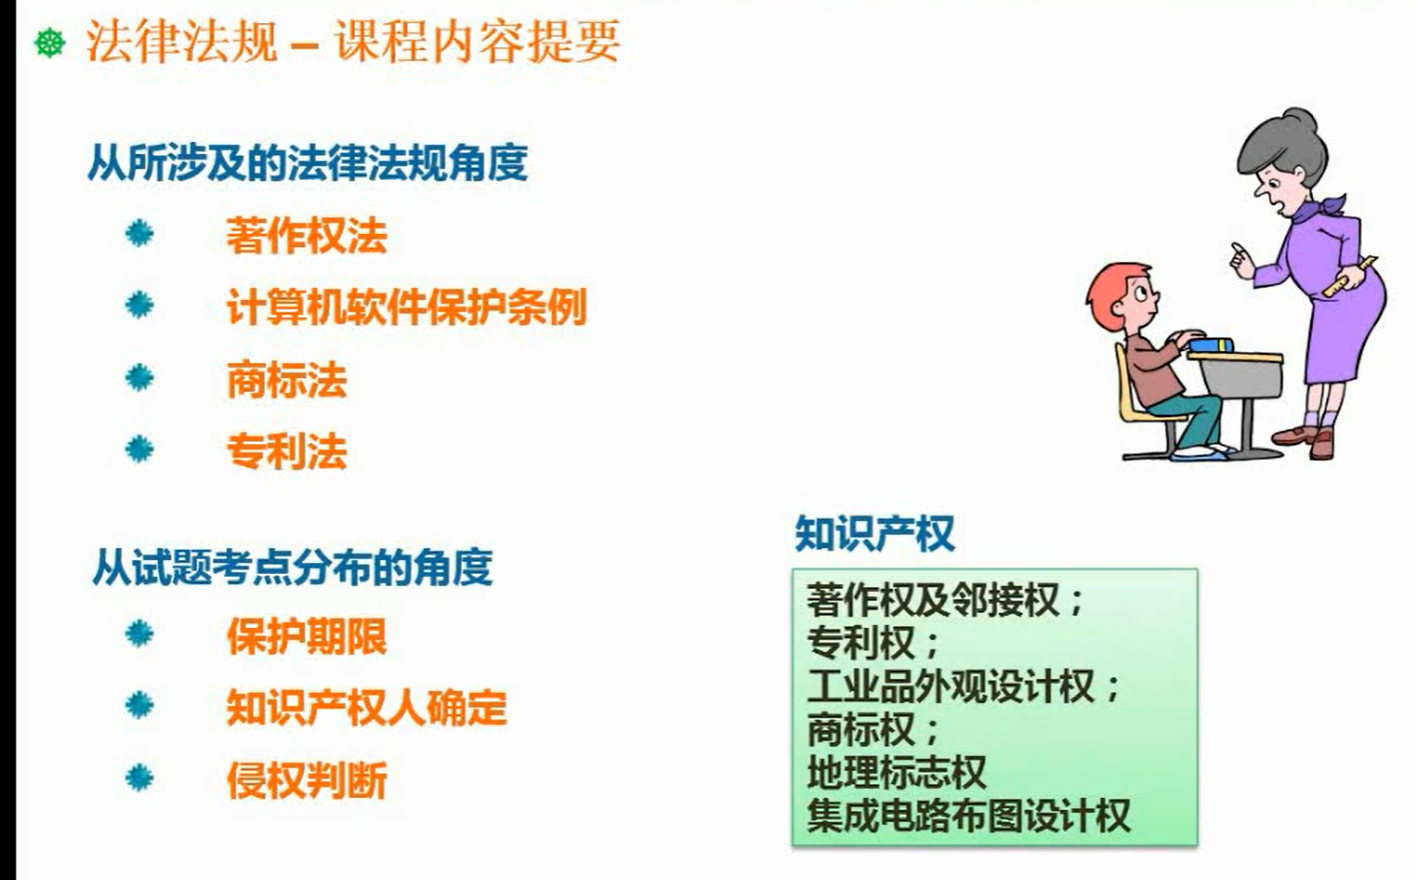 法律法规 – 课程内容提要
从所涉及的法律法规角度
著作权法
计算机软件保护条例
商标法
专利法
从试题考点分布的角度
保护期限
知识产权人确定
侵权判断
知识产权
著作权及邻接权；
专利权；
工业品外观设计权；
商标权；
地理标志权
集成电路布图设计权